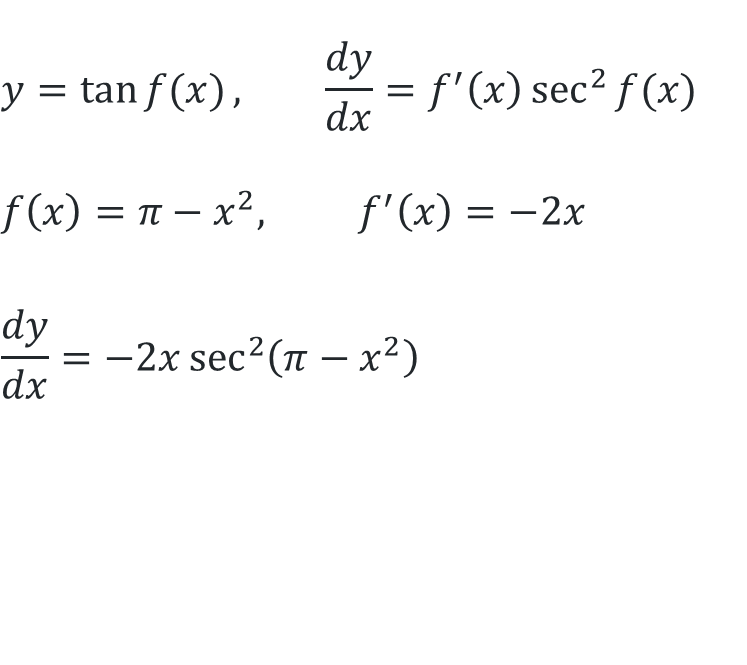 y = tan f(x), dy/dx = f′(x) sec² f(x)
f(x) = π − x², f′(x) = −2x
dy/dx = −2x sec²(π − x²)